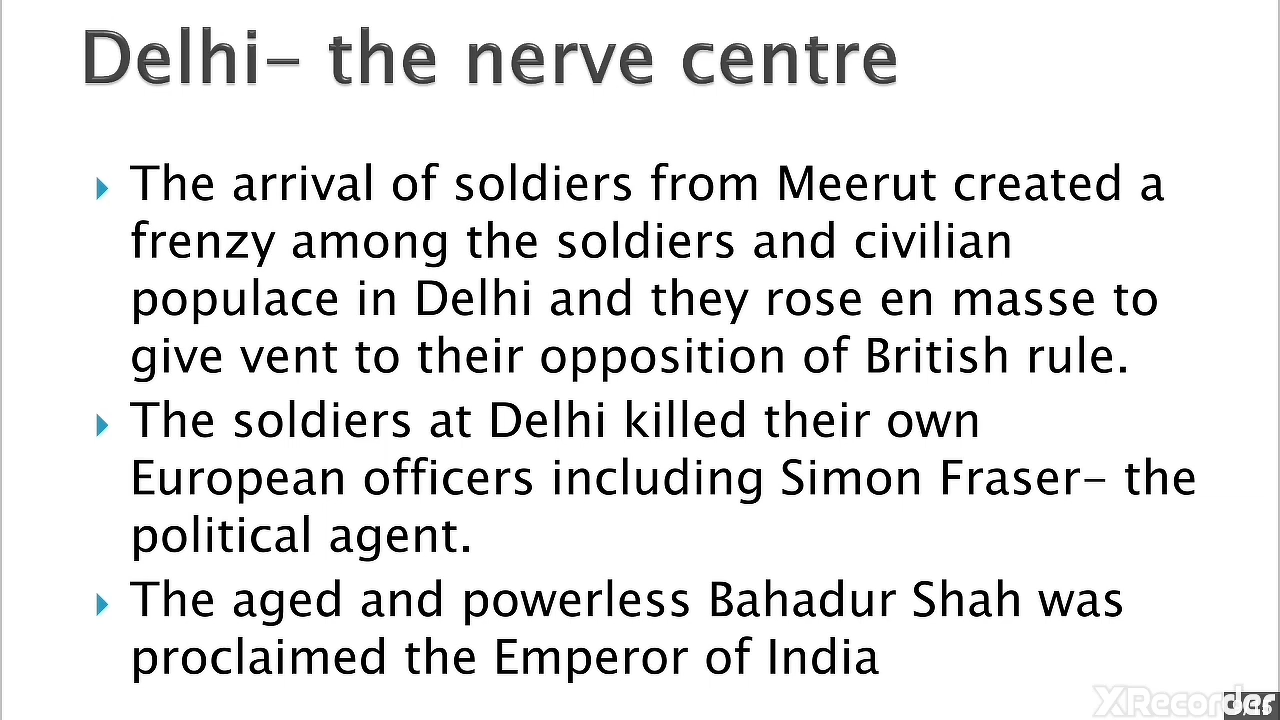 Delhi– the nerve centre
The arrival of soldiers from Meerut created a
frenzy among the soldiers and civilian
populace in Delhi and they rose en masse to
give vent to their opposition of British rule.
The soldiers at Delhi killed their own
European officers including Simon Fraser– the
political agent.
The aged and powerless Bahadur Shah was
proclaimed the Emperor of India
XRecorder